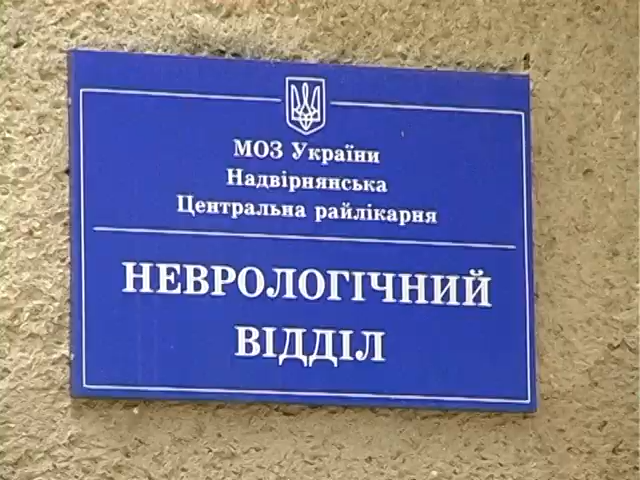 МОЗ України
Надвірнянська
Центральна райлікарня
НЕВРОЛОГІЧНИЙ
ВІДДІЛ